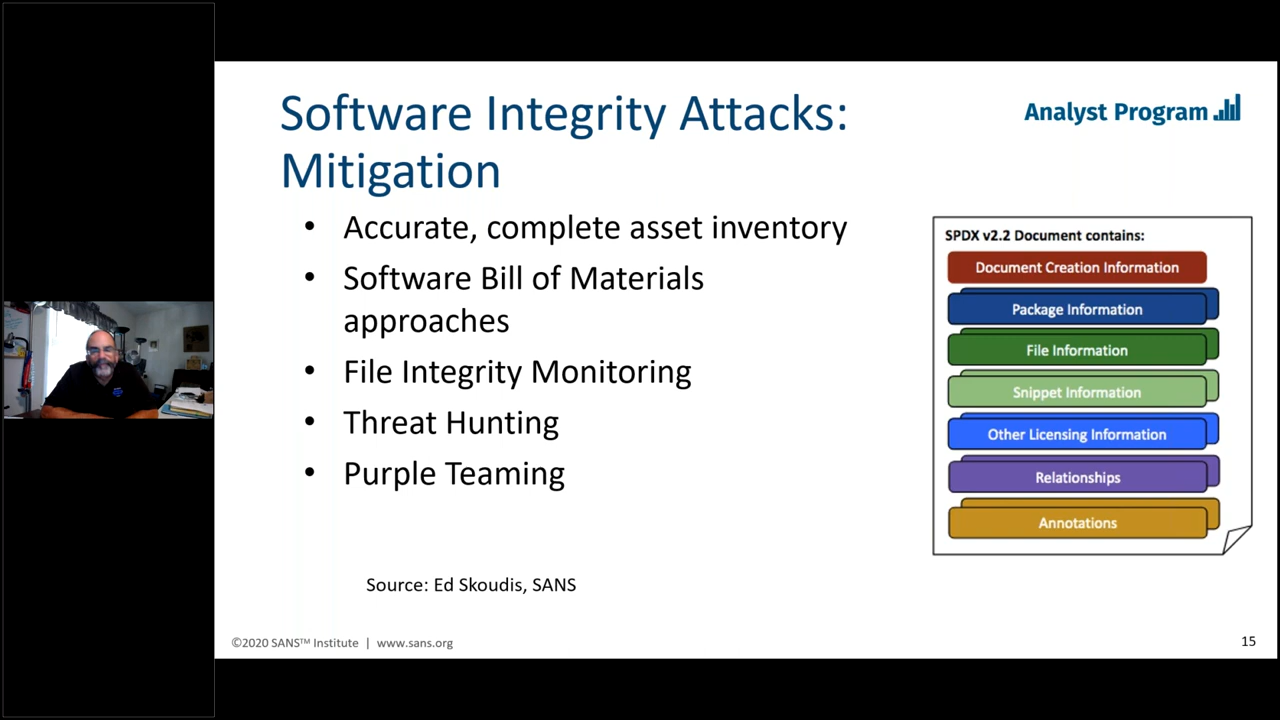 Software Integrity Attacks:
Mitigation
Analyst Program
• Accurate, complete asset inventory
• Software Bill of Materials
approaches
• File Integrity Monitoring
• Threat Hunting
• Purple Teaming
SPDX v2.2 Document contains:
Document Creation Information
Package Information
File Information
Snippet Information
Other Licensing Information
Relationships
Annotations
Source: Ed Skoudis, SANS
©2020 SANS™ Institute | www.sans.org
15